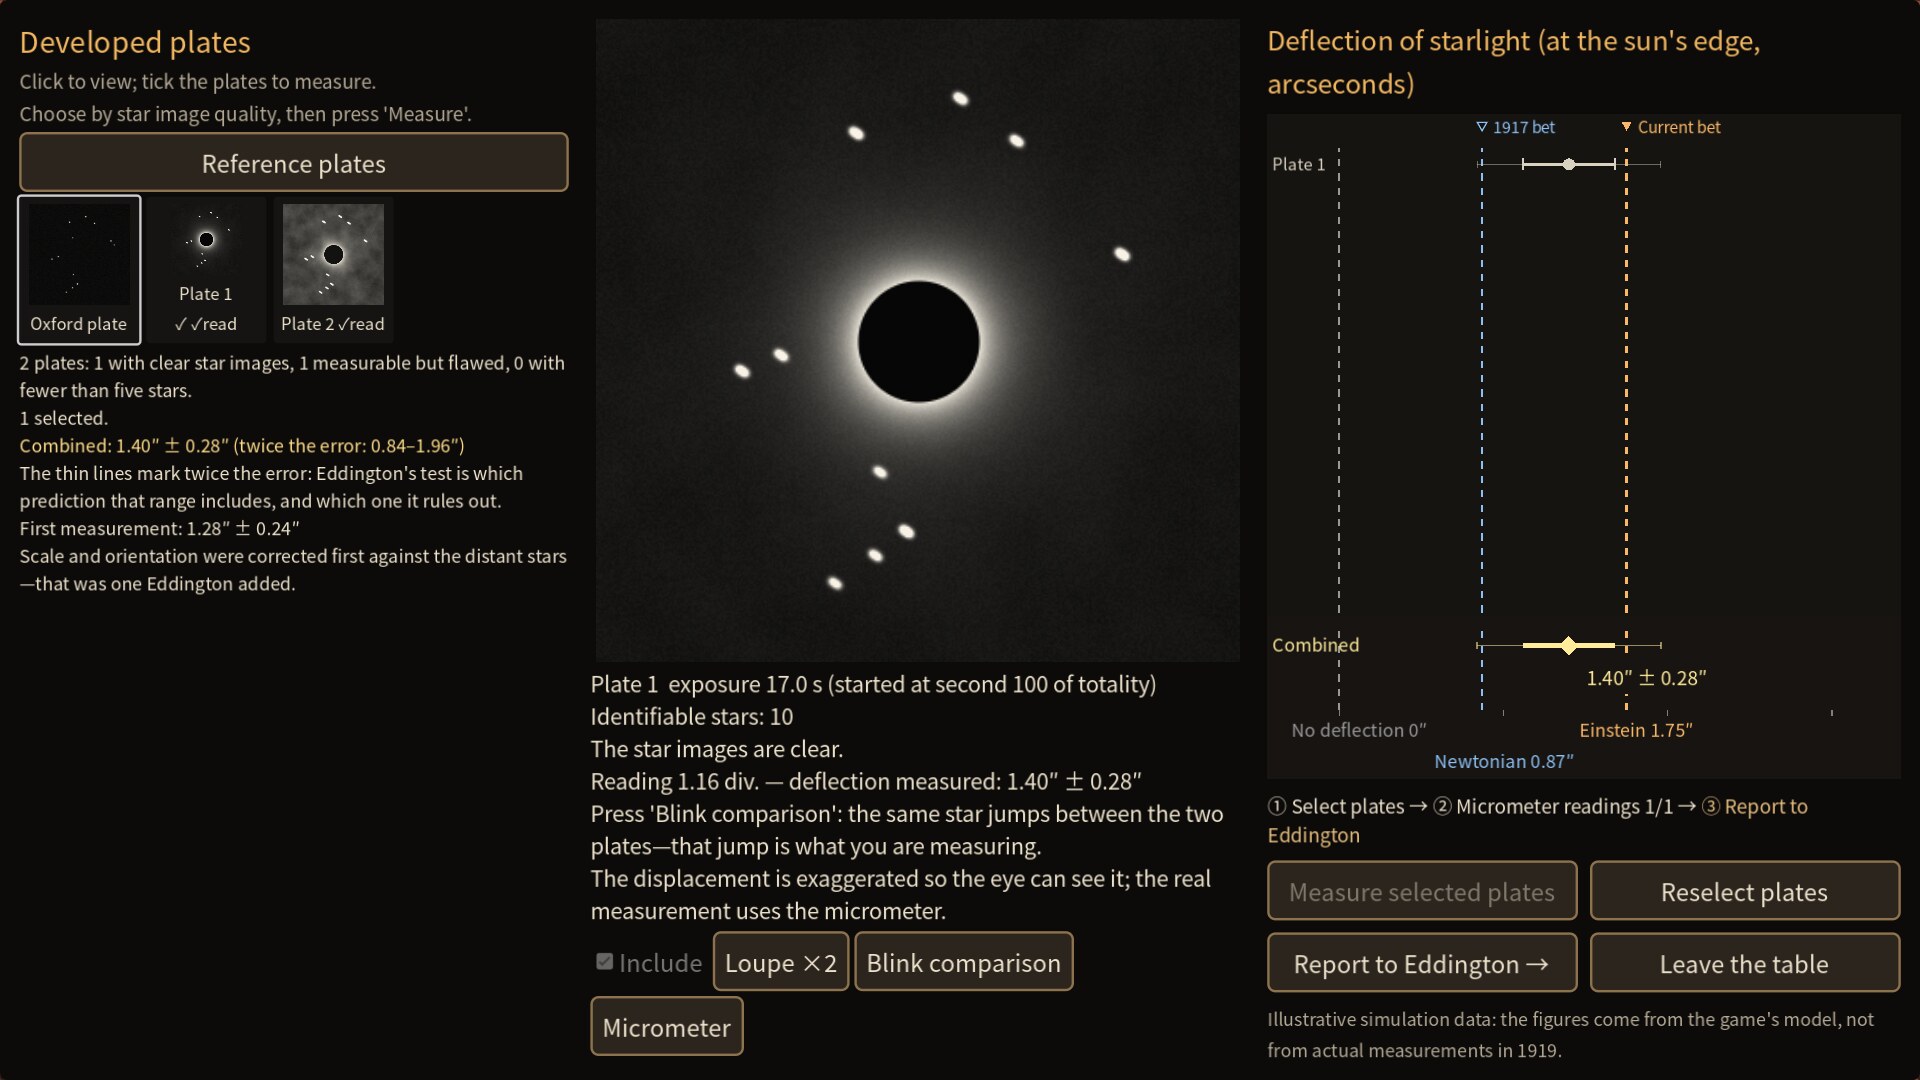 Developed plates
Click to view; tick the plates to measure.
Choose by star image quality, then press 'Measure'.
Reference plates
Oxford plate
Plate 1
✓ ✓read
Plate 2 ✓read
2 plates: 1 with clear star images, 1 measurable but flawed, 0 with
fewer than five stars.
1 selected.
Combined: 1.40″ ± 0.28″ (twice the error: 0.84–1.96″)
The thin lines mark twice the error: Eddington's test is which
prediction that range includes, and which one it rules out.
First measurement: 1.28″ ± 0.24″
Scale and orientation were corrected first against the distant stars
—that was one Eddington added.
Plate 1  exposure 17.0 s (started at second 100 of totality)
Identifiable stars: 10
The star images are clear.
Reading 1.16 div. — deflection measured: 1.40″ ± 0.28″
Press 'Blink comparison': the same star jumps between the two
plates—that jump is what you are measuring.
The displacement is exaggerated so the eye can see it; the real
measurement uses the micrometer.
Include
Loupe ×2
Blink comparison
Micrometer
Deflection of starlight (at the sun's edge,
arcseconds)
▽ 1917 bet
▼ Current bet
Plate 1
Combined
1.40″ ± 0.28″
No deflection 0″
Einstein 1.75″
Newtonian 0.87″
① Select plates → ② Micrometer readings 1/1 → ③ Report to
Eddington
Measure selected plates
Reselect plates
Report to Eddington →
Leave the table
Illustrative simulation data: the figures come from the game's model, not
from actual measurements in 1919.